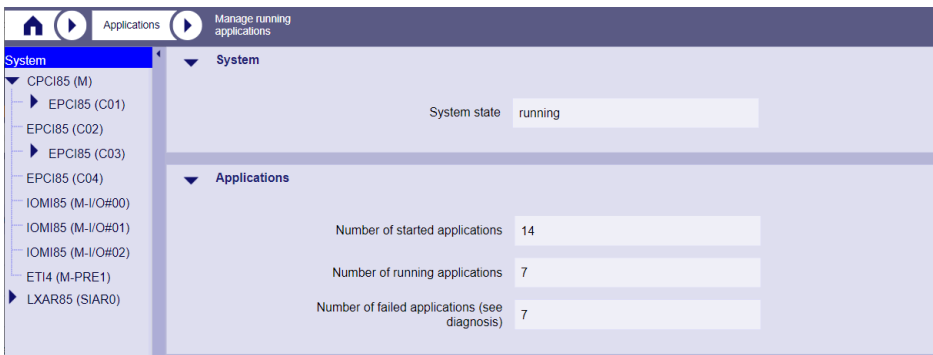 Applications
Manage running
applications
System
CPCI85 (M)
EPCI85 (C01)
EPCI85 (C02)
EPCI85 (C03)
EPCI85 (C04)
IOMI85 (M-I/O#00)
IOMI85 (M-I/O#01)
IOMI85 (M-I/O#02)
ETI4 (M-PRE1)
LXAR85 (SIAR0)
System
System state running
Applications
Number of started applications 14
Number of running applications 7
Number of failed applications (see
diagnosis) 7